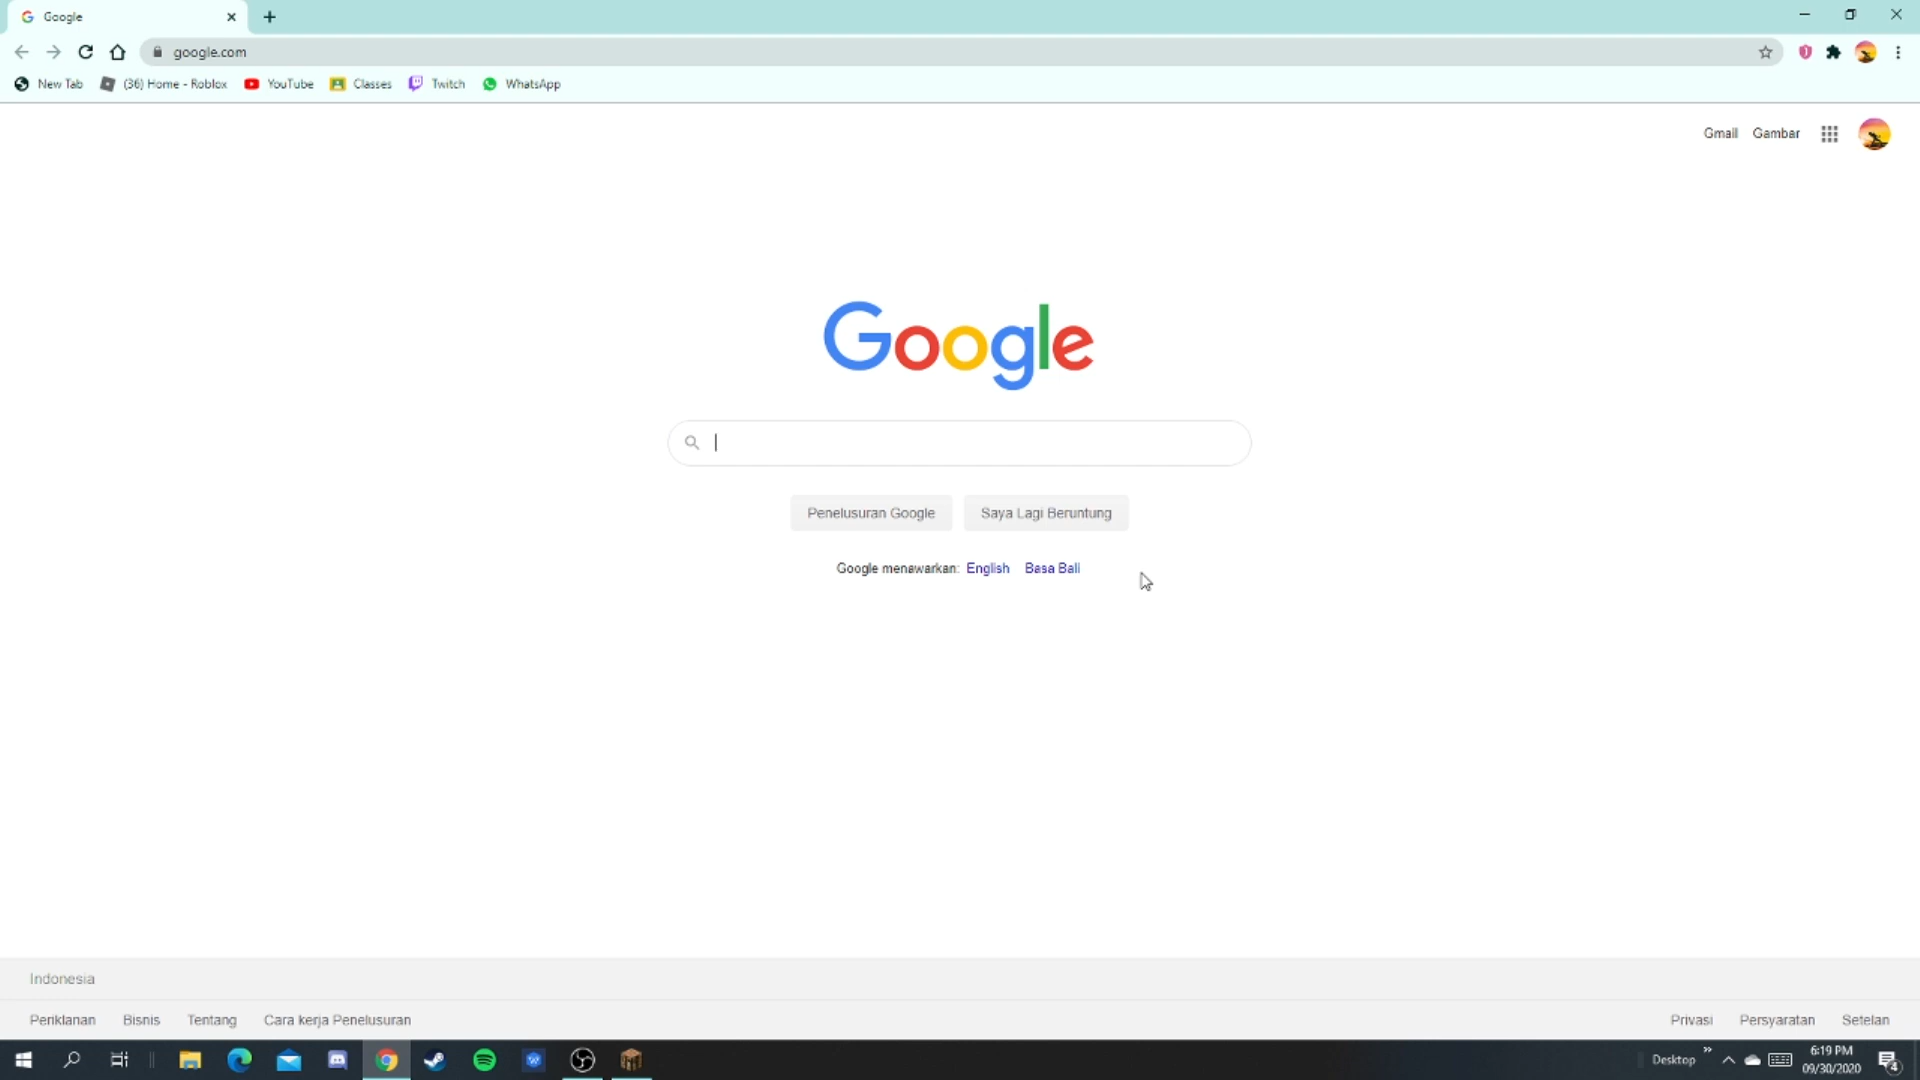 Google
google.com
New Tab (36) Home - Roblox YouTube Classes Twitch WhatsApp
Gmail Gambar
Google
Penelusuran Google Saya Lagi Beruntung
Google menawarkan: English Basa Bali
Indonesia
Periklanan Bisnis Tentang Cara kerja Penelusuran Privasi Persyaratan Setelan
Desktop 6:19 PM
09/30/2020 4